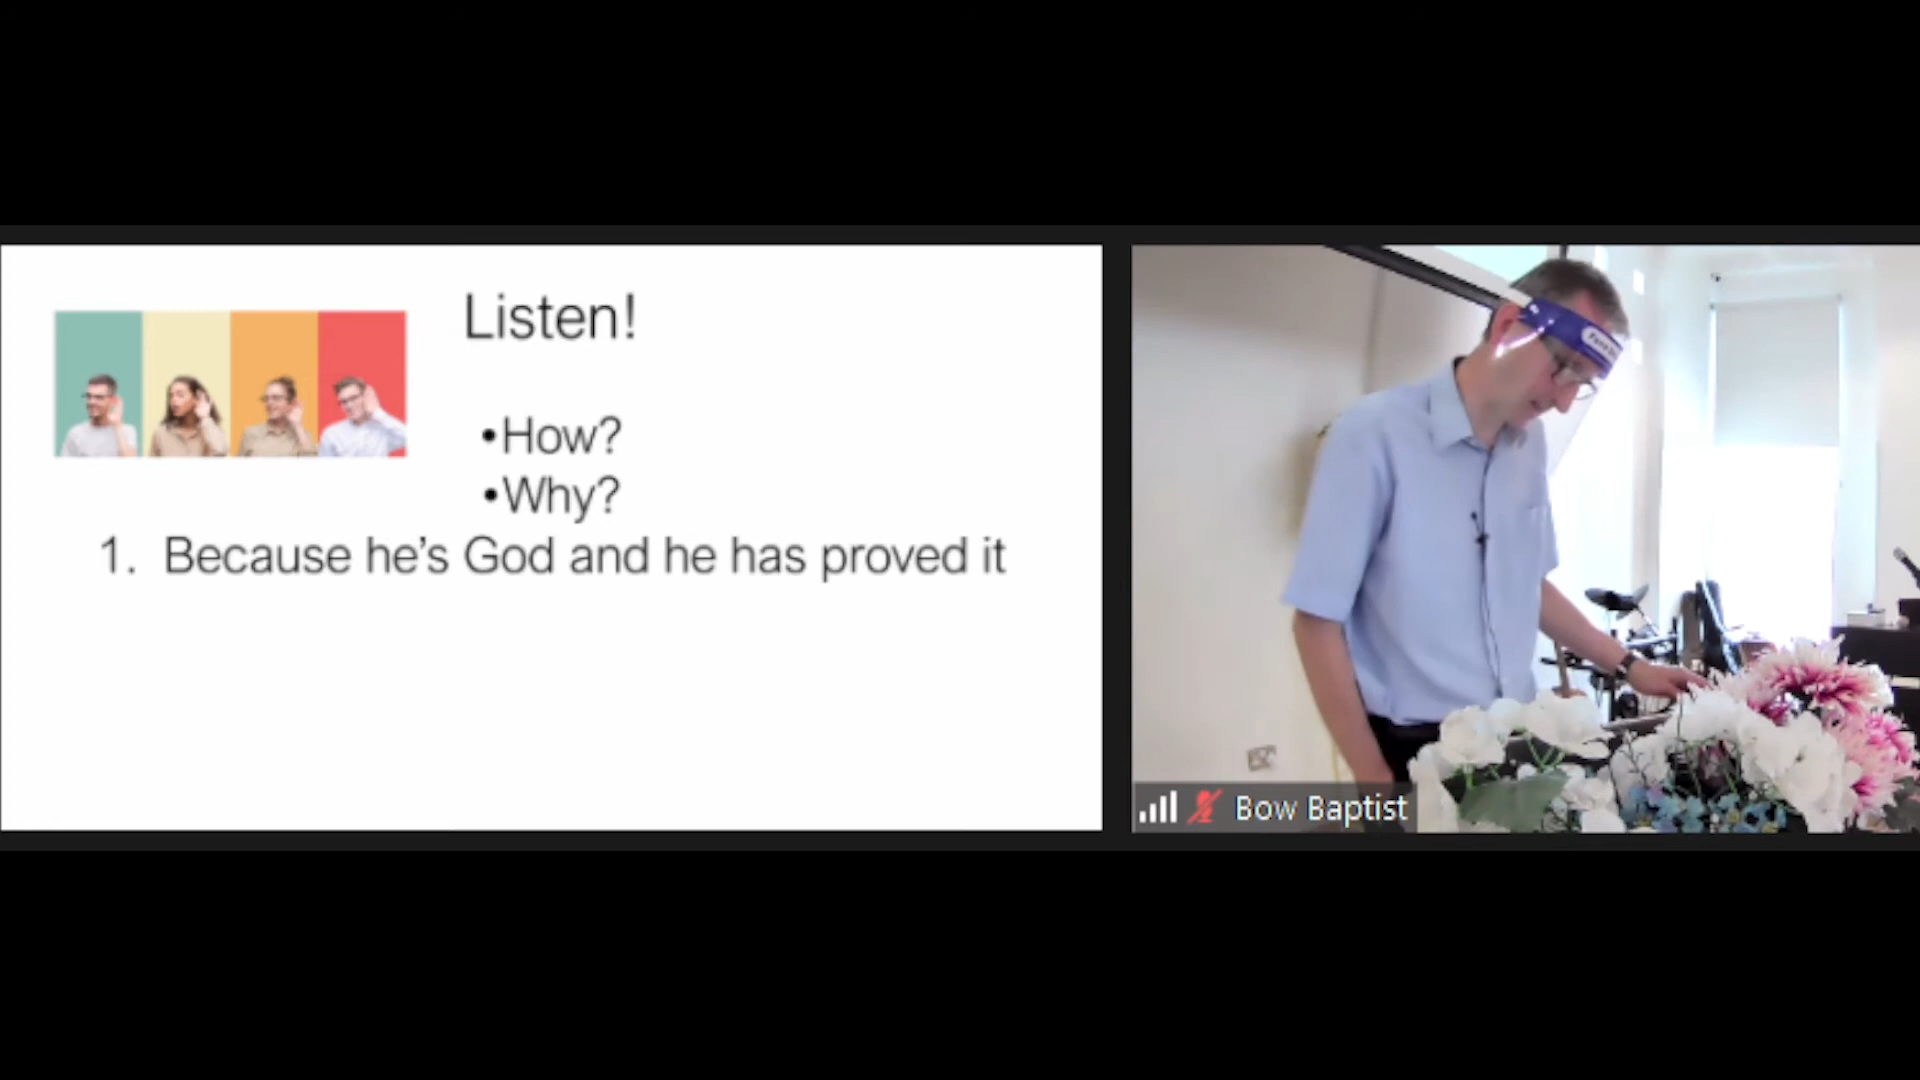 Listen!
•How?
•Why?
1. Because he's God and he has proved it
Bow Baptist